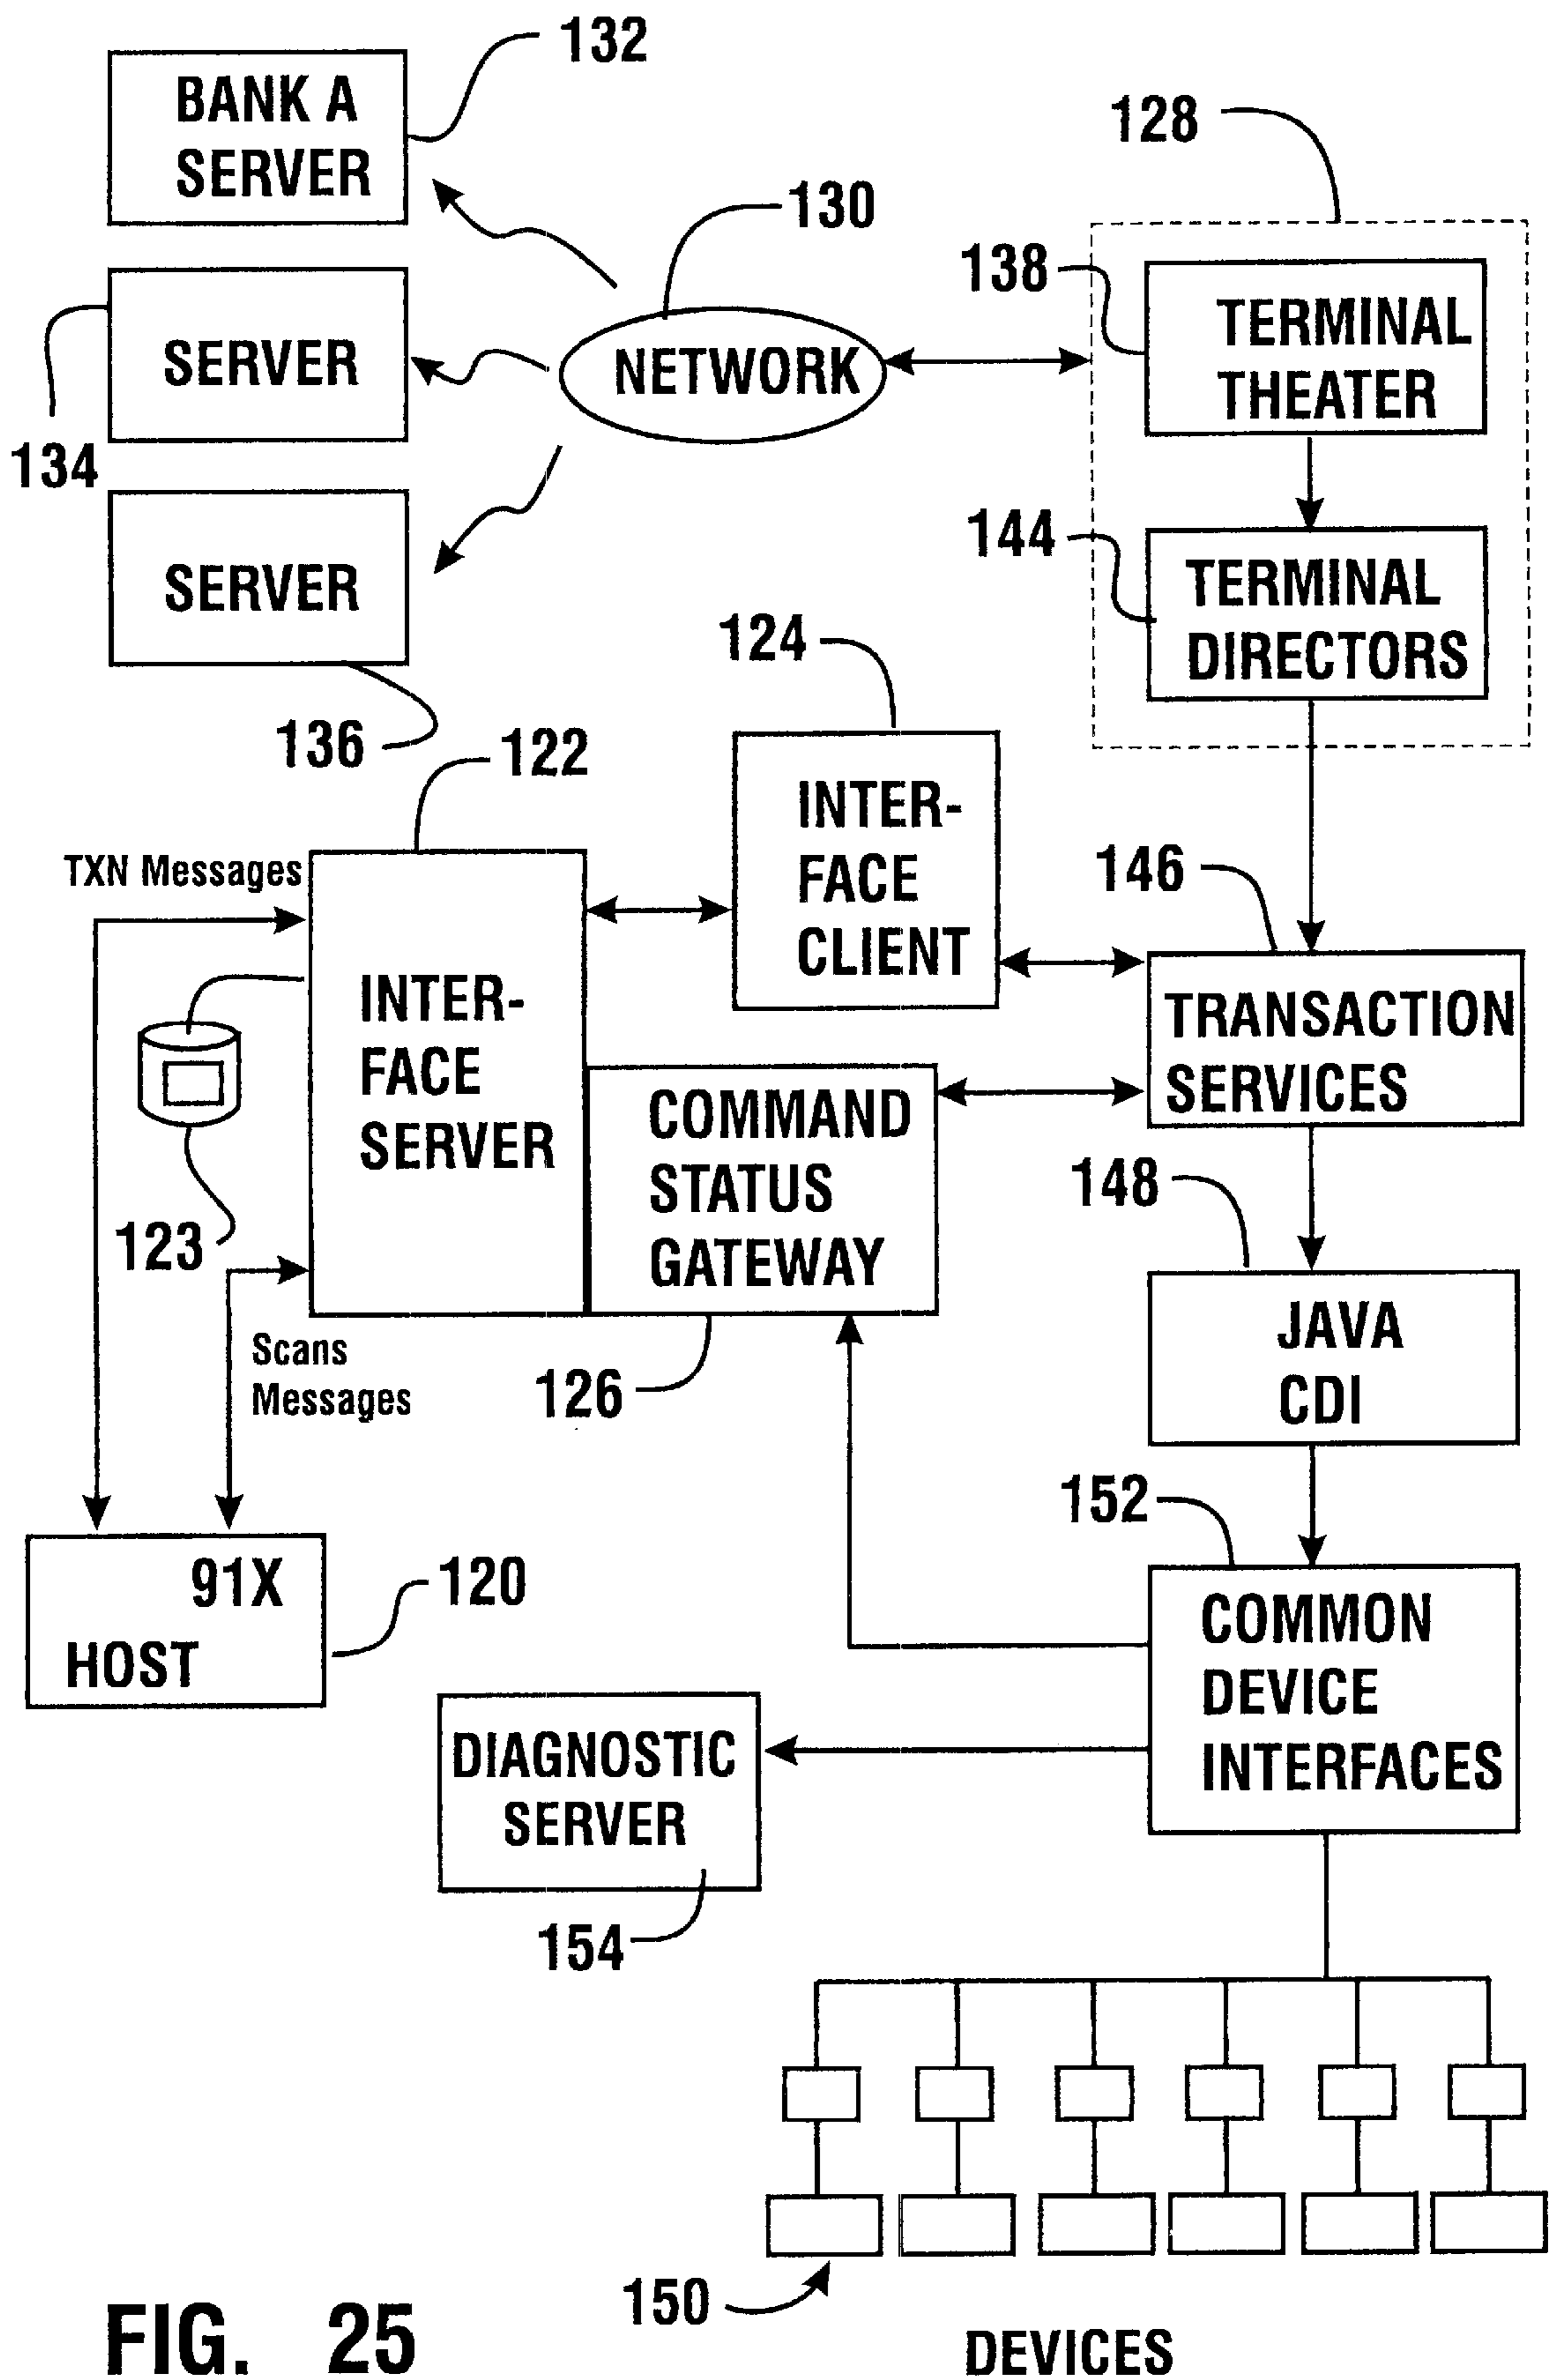 132
BANK A
SERVER
128
130
138
TERMINAL
THEATER
SERVER
NETWORK
134
144
TERMINAL
DIRECTORS
SERVER
124
136
122
INTER-
FACE
CLIENT
TXN Messages
146
INTER-
FACE
SERVER
TRANSACTION
SERVICES
COMMAND
STATUS
GATEWAY
148
123
JAVA
CDI
Scans
Messages
126
152
91X
HOST
120
COMMON
DEVICE
INTERFACES
DIAGNOSTIC
SERVER
154
150
DEVICES
FIG. 25